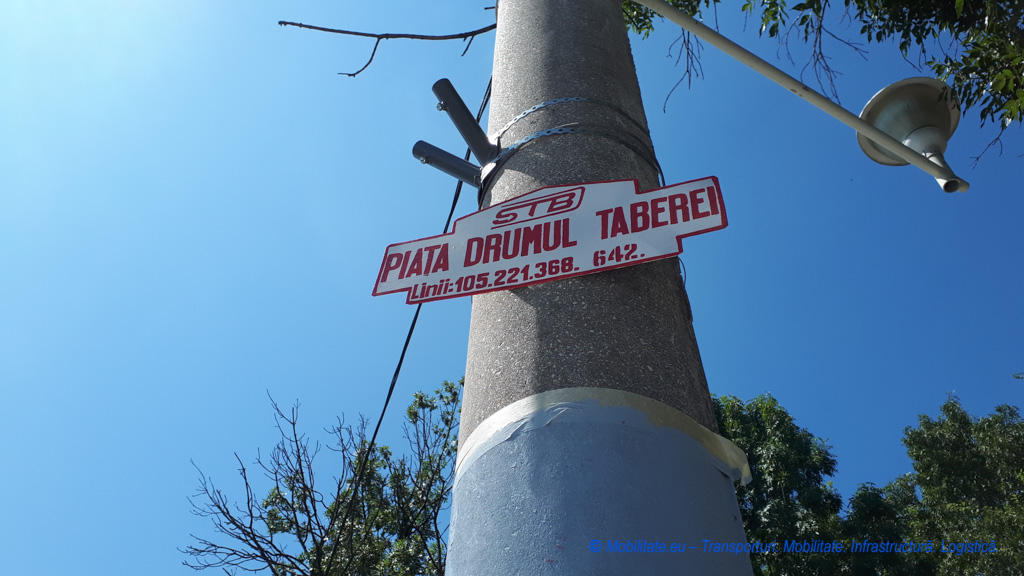 STB
PIATA DRUMUL TABEREI
Linii:105.221.368. 642.
© Mobilitate.eu - Transporturi. Mobilitate. Infrastructura. Logistica